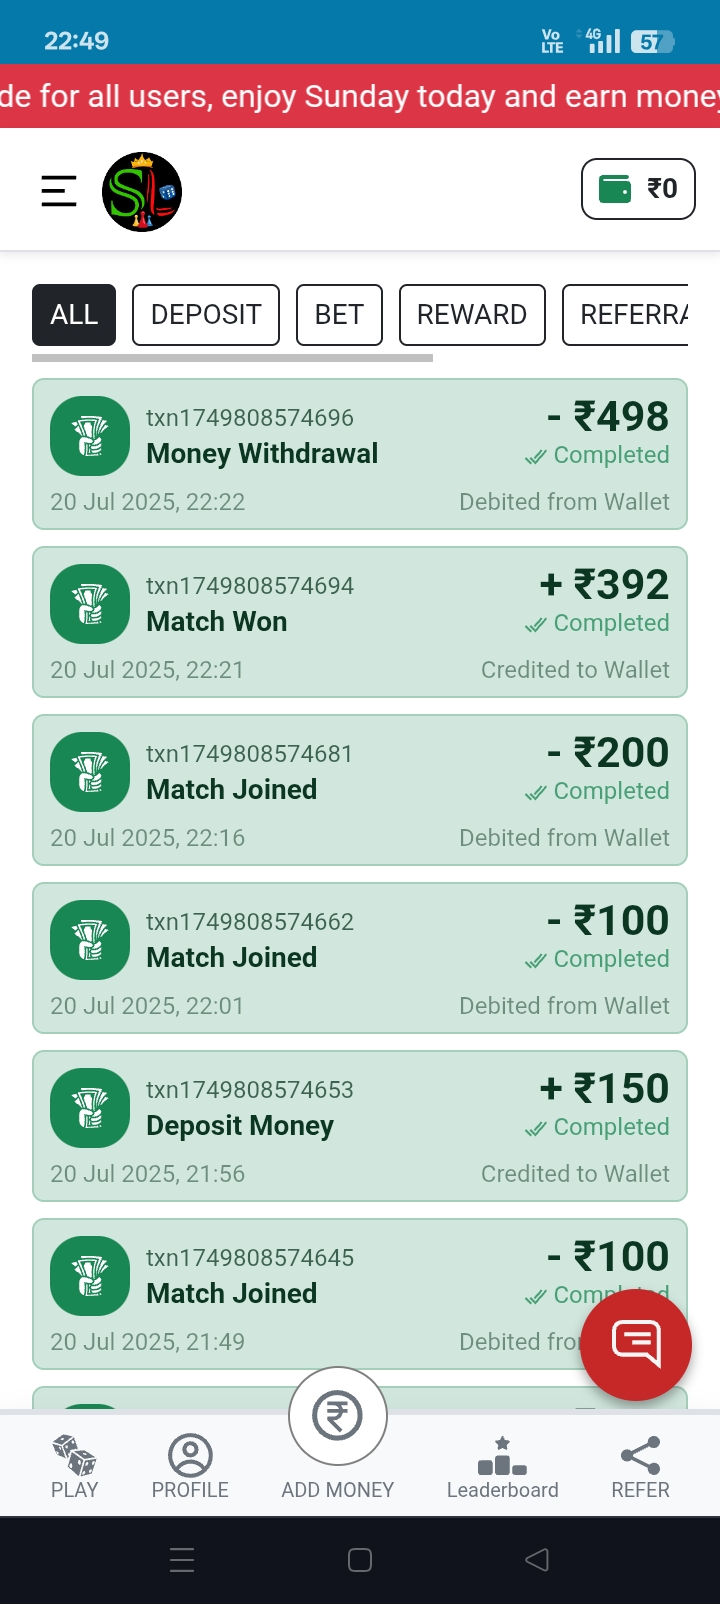 22:49
Vo LTE 4G 57
de for all users, enjoy Sunday today and earn money
SL
₹0
ALL DEPOSIT BET REWARD REFERRA
txn1749808574696 - ₹498
Money Withdrawal Completed
20 Jul 2025, 22:22 Debited from Wallet
txn1749808574694 + ₹392
Match Won Completed
20 Jul 2025, 22:21 Credited to Wallet
txn1749808574681 - ₹200
Match Joined Completed
20 Jul 2025, 22:16 Debited from Wallet
txn1749808574662 - ₹100
Match Joined Completed
20 Jul 2025, 22:01 Debited from Wallet
txn1749808574653 + ₹150
Deposit Money Completed
20 Jul 2025, 21:56 Credited to Wallet
txn1749808574645 - ₹100
Match Joined Completed
20 Jul 2025, 21:49 Debited
₹
PLAY PROFILE ADD MONEY Leaderboard REFER